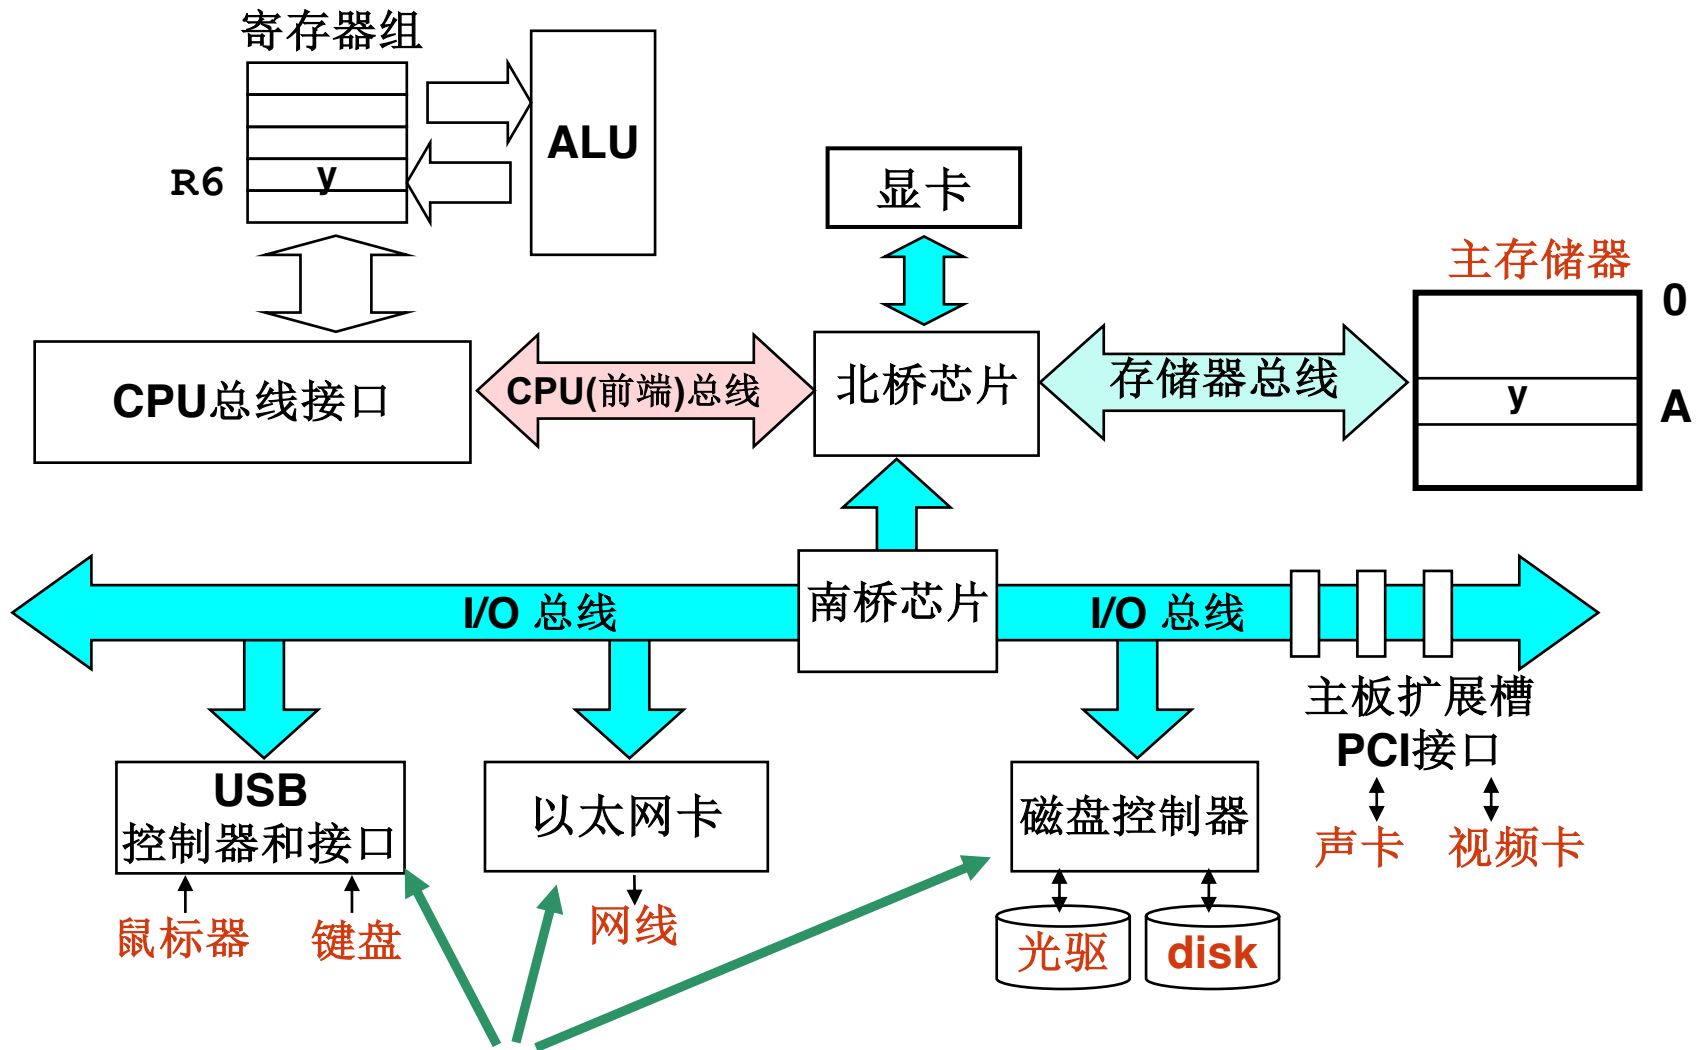 寄存器组
ALU
R6
y
显卡
主存储器
0
CPU总线接口
CPU(前端)总线
北桥芯片
存储器总线
y
A
I/O 总线
南桥芯片
I/O 总线
主板扩展槽
PCI接口
USB
控制器和接口
以太网卡
磁盘控制器
声卡
视频卡
鼠标器
键盘
网线
光驱
disk